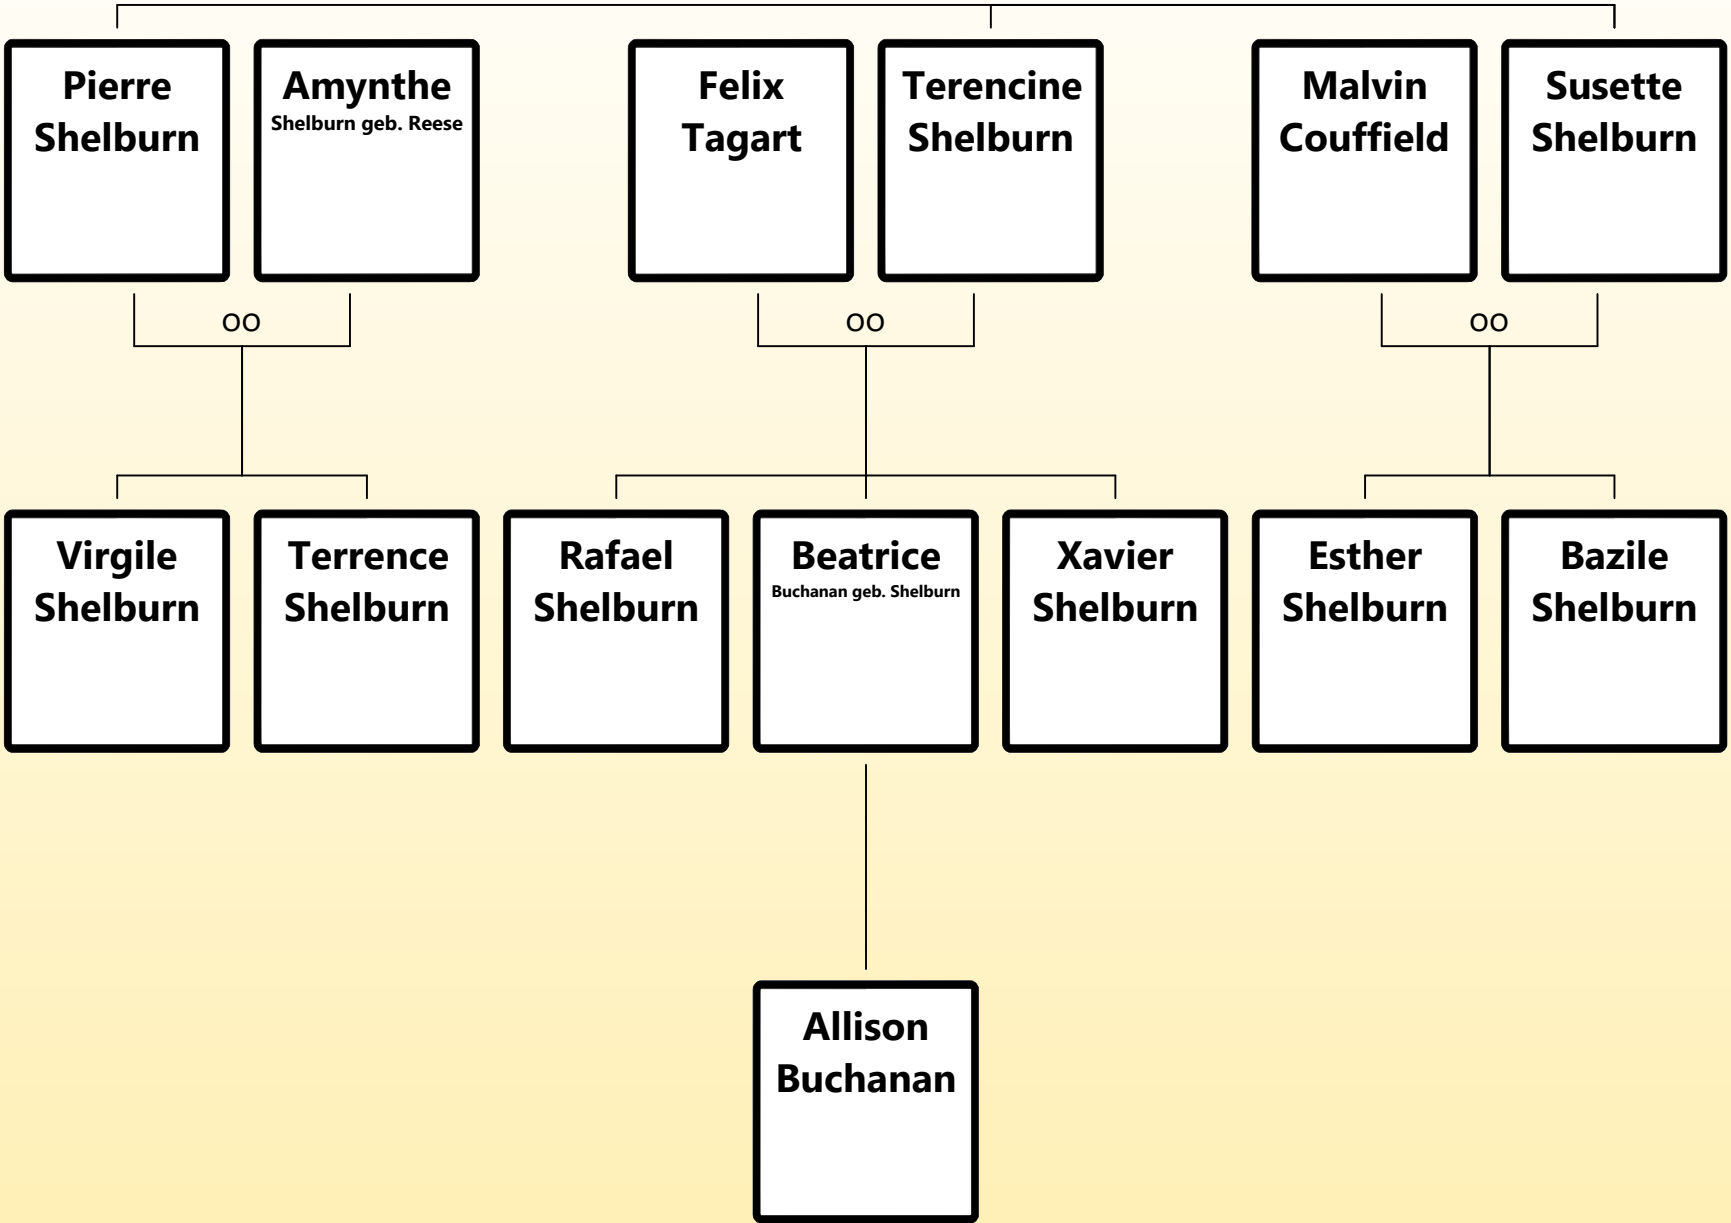 Pierre
Shelburn
Amynthe
Shelburn geb. Reese
Felix
Tagart
Terencine
Shelburn
Malvin
Couffield
Susette
Shelburn
oo
oo
oo
Virgile
Shelburn
Terrence
Shelburn
Rafael
Shelburn
Beatrice
Buchanan geb. Shelburn
Xavier
Shelburn
Esther
Shelburn
Bazile
Shelburn
Allison
Buchanan